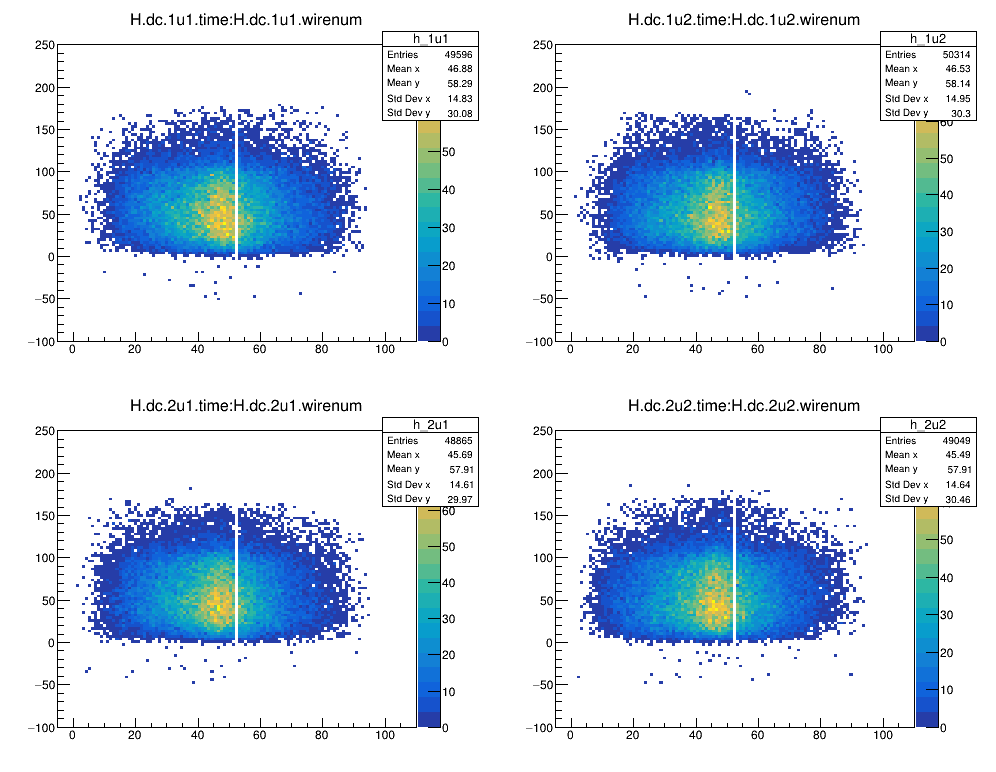 H.dc.1u1.time:H.dc.1u1.wirenum
h_1u1
Entries 49596
Mean x 46.88
Mean y 58.29
Std Dev x 14.83
Std Dev y 30.08
250
200
150
100
50
0
−50
−100
0 20 40 60 80 100
50
40
30
20
10
0
H.dc.1u2.time:H.dc.1u2.wirenum
h_1u2
Entries 50314
Mean x 46.53
Mean y 58.14
Std Dev x 14.95
Std Dev y 30.3
250
200
150
100
50
0
−50
−100
0 20 40 60 80 100
60
50
40
30
20
10
0
H.dc.2u1.time:H.dc.2u1.wirenum
h_2u1
Entries 48865
Mean x 45.69
Mean y 57.91
Std Dev x 14.61
Std Dev y 29.97
250
200
150
100
50
0
−50
−100
0 20 40 60 80 100
60
50
40
30
20
10
0
H.dc.2u2.time:H.dc.2u2.wirenum
h_2u2
Entries 49049
Mean x 45.49
Mean y 57.91
Std Dev x 14.64
Std Dev y 30.46
250
200
150
100
50
0
−50
−100
0 20 40 60 80 100
50
40
30
20
10
0